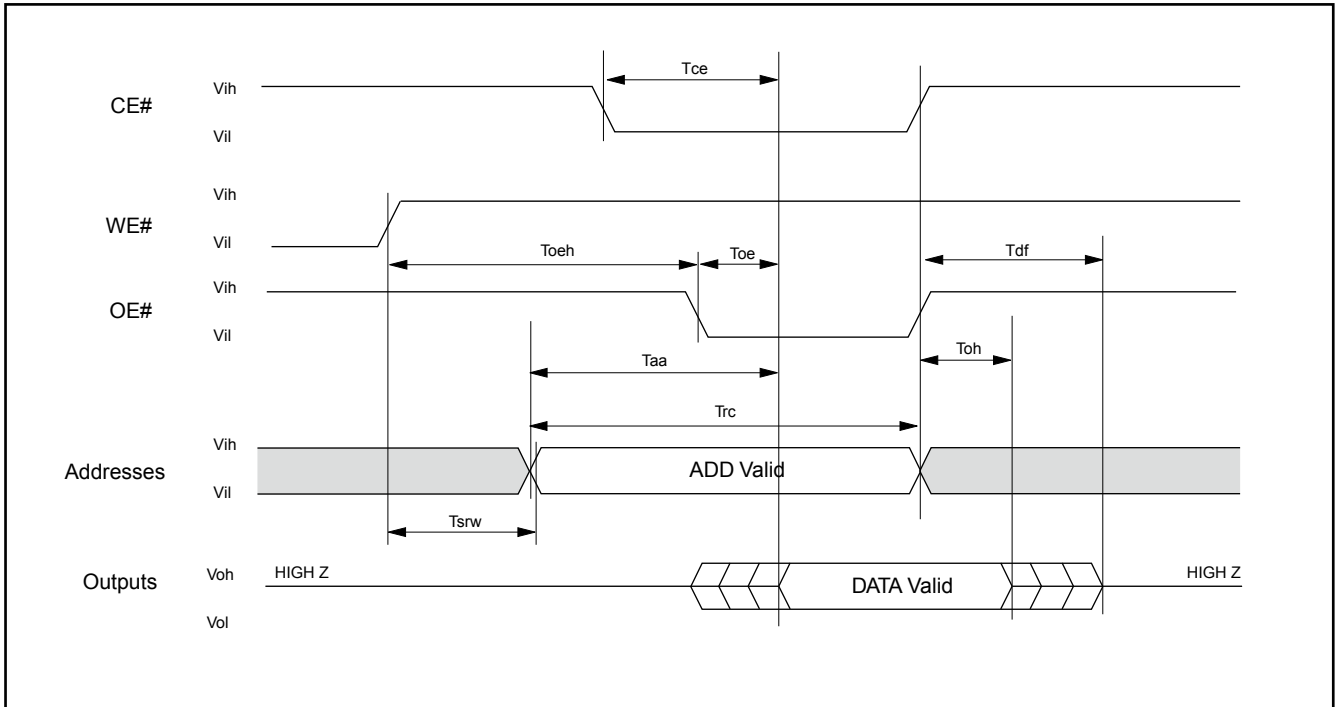 Tce
Vih
CE#
Vil
Vih
WE#
Vil
Toeh
Toe
Tdf
Vih
OE#
Vil
Toh
Taa
Trc
Vih
Addresses
ADD Valid
Vil
Tsrw
Voh
HIGH Z
HIGH Z
Outputs
DATA Valid
Vol